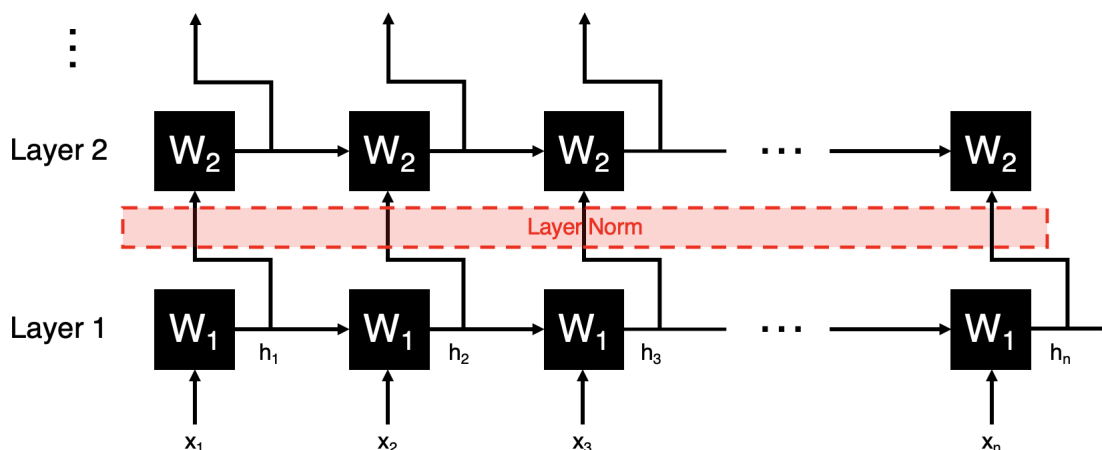 ⋮
Layer 2
W₂ W₂ W₂ ... W₂
Layer Norm
Layer 1
W₁ W₁ W₁ ... W₁
h₁ h₂ h₃ hₙ
x₁ x₂ x₃ xₙ